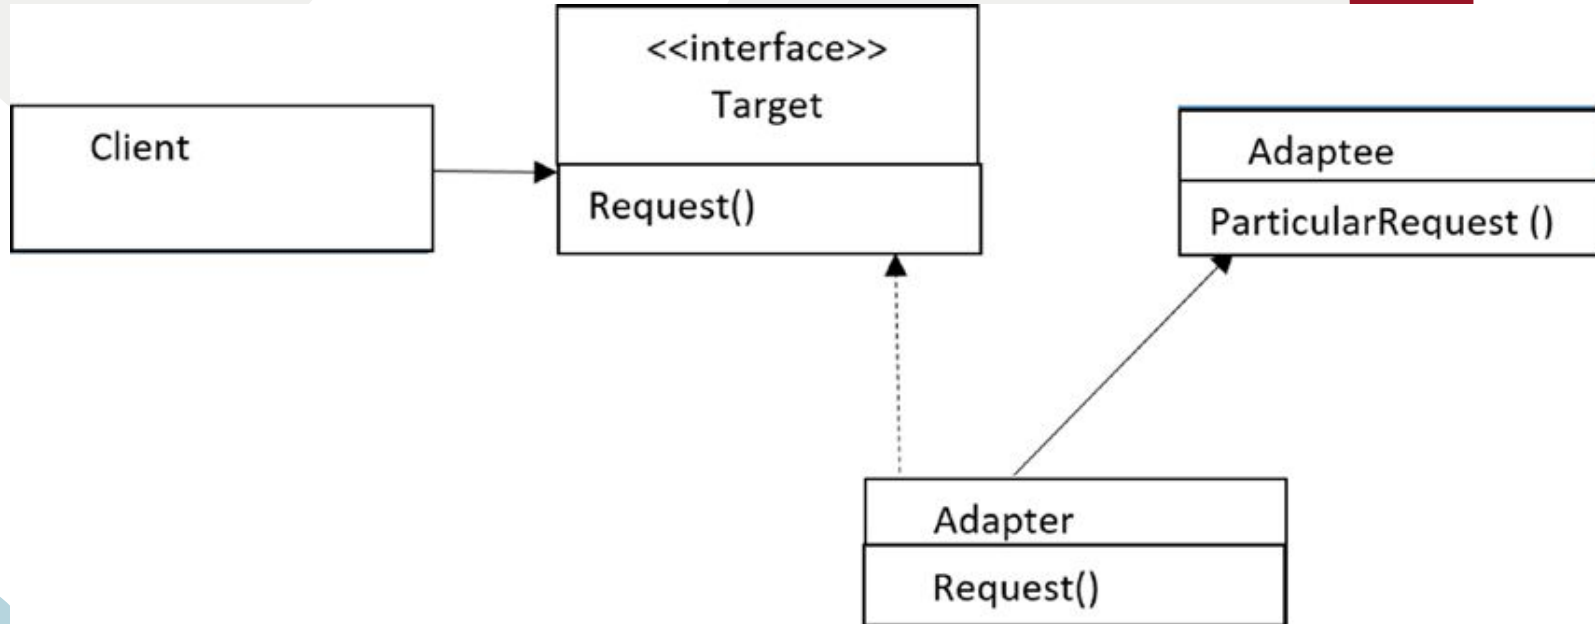 <<interface>>
Target
Client
Request()
Adaptee
ParticularRequest ()
Adapter
Request()